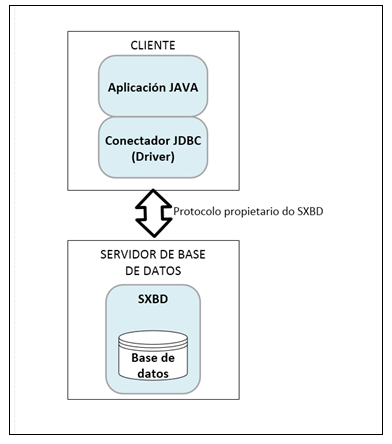 CLIENTE
Aplicación JAVA
Conectador JDBC
(Driver)
Protocolo propietario do SXBD
SERVIDOR DE BASE
DE DATOS
SXBD
Base de
datos